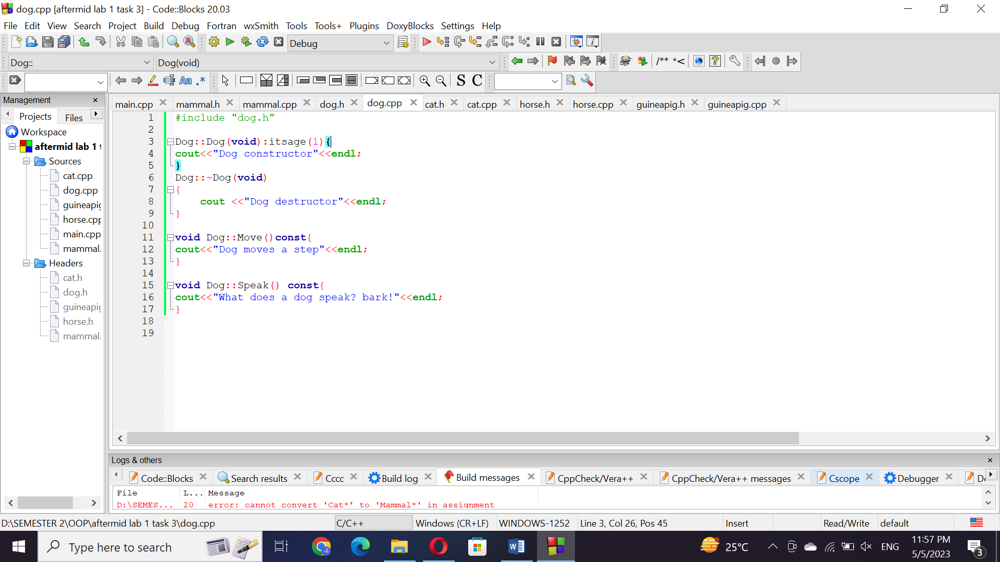 dog.cpp [aftermid lab 1 task 3] - Code::Blocks 20.03
File Edit View Search Project Build Debug Fortran wxSmith Tools Tools+ Plugins DoxyBlocks Settings Help
Debug
Dog:: Dog(void)
/** *<
Aa .* S C
Management
main.cpp mammal.h mammal.cpp dog.h dog.cpp cat.h cat.cpp horse.h horse.cpp guineapig.h guineapig.cpp
Projects Files
Workspace
aftermid lab 1 t
Sources
cat.cpp
dog.cpp
guineapig
horse.cpp
main.cpp
mammal.
Headers
cat.h
dog.h
guineapig
horse.h
mammal.
1 #include "dog.h"
2
3 Dog::Dog(void):itsage(1){
4 cout<<"Dog constructor"<<endl;
5 }
6 Dog::~Dog(void)
7 {
8 cout <<"Dog destructor"<<endl;
9 }
10
11 void Dog::Move()const{
12 cout<<"Dog moves a step"<<endl;
13 }
14
15 void Dog::Speak() const{
16 cout<<"What does a dog speak? bark!"<<endl;
17 }
18
19
Logs & others
Code::Blocks Search results Cccc Build log Build messages CppCheck/Vera++ CppCheck/Vera++ messages Cscope Debugger
File L... Message
D:\SEMES... 20 error: cannot convert 'Cat*' to 'Mammal*' in assignment
D:\SEMESTER 2\OOP\aftermid lab 1 task 3\dog.cpp C/C++ Windows (CR+LF) WINDOWS-1252 Line 3, Col 26, Pos 45 Insert Read/Write default
Type here to search
25°C ENG
11:57 PM
5/5/2023
3